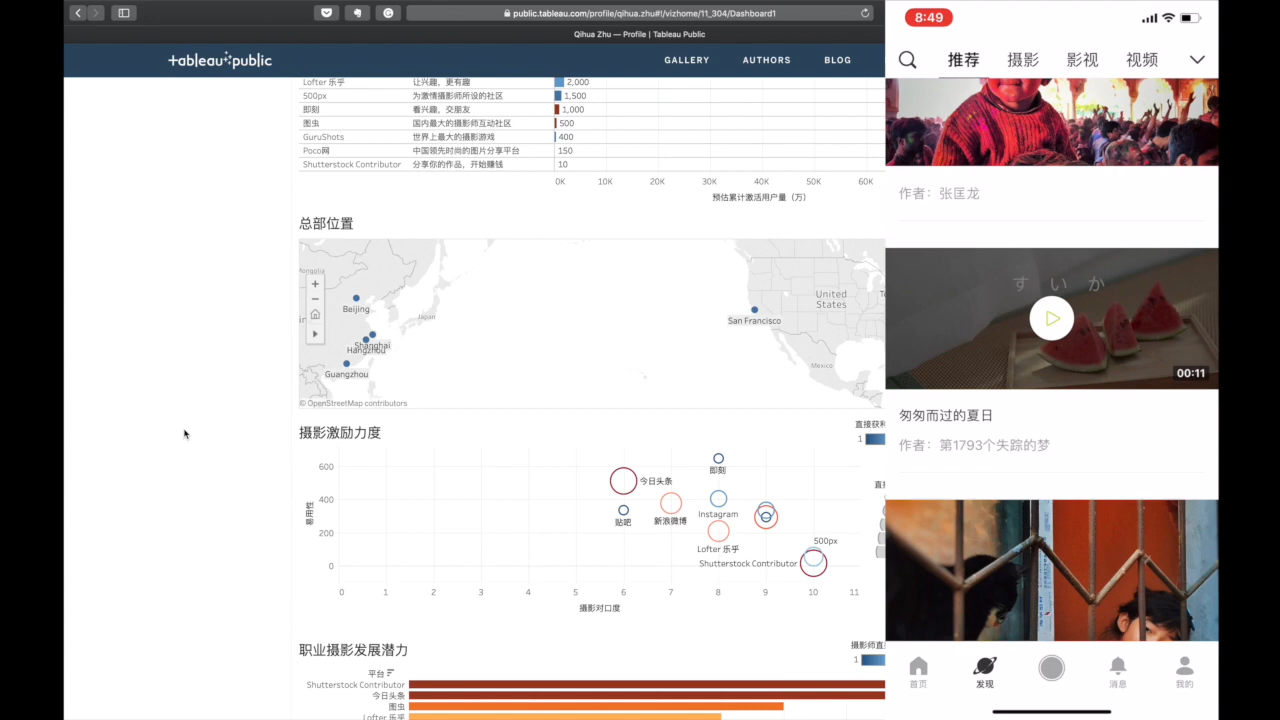 public.tableau.com/profile/qihua.zhu#!/vizhome/11_304/Dashboard1
Qihua Zhu — Profile | Tableau Public
+ableau public
GALLERY AUTHORS BLOG
Lofter 乐乎 让兴趣，更有趣 2,000
500px 为激情摄影师所设的社区 1,500
即刻 看兴趣，交朋友 1,000
图虫 国内最大的摄影师互动社区 500
GuruShots 世界上最大的摄影游戏 400
Poco网 中国领先时尚的图片分享平台 150
Shutterstock Contributor 分享你的作品，开始赚钱 10
0K 10K 20K 30K 40K 50K 60K
预估累计激活用户量（万）
总部位置
Mongolia
Beijing
Japan
Shanghai
Hangzhou
Guangzhou
San Francisco
United
States
Mexico
© OpenStreetMap contributors
摄影激励力度
直接获利
1
600
400
200
0
易用性
即刻
今日头条
贴吧
新浪微博
Instagram
Lofter 乐乎
500px
Shutterstock Contributor
0 1 2 3 4 5 6 7 8 9 10 11
摄影对口度
职业摄影发展潜力
摄影师直
1
平台
Shutterstock Contributor
今日头条
图虫
Lofter 乐乎
8:49
推荐 摄影 影视 视频
作者：张匡龙
すいか
00:11
匆匆而过的夏日
作者：第1793个失踪的梦
首页 发现 消息 我的